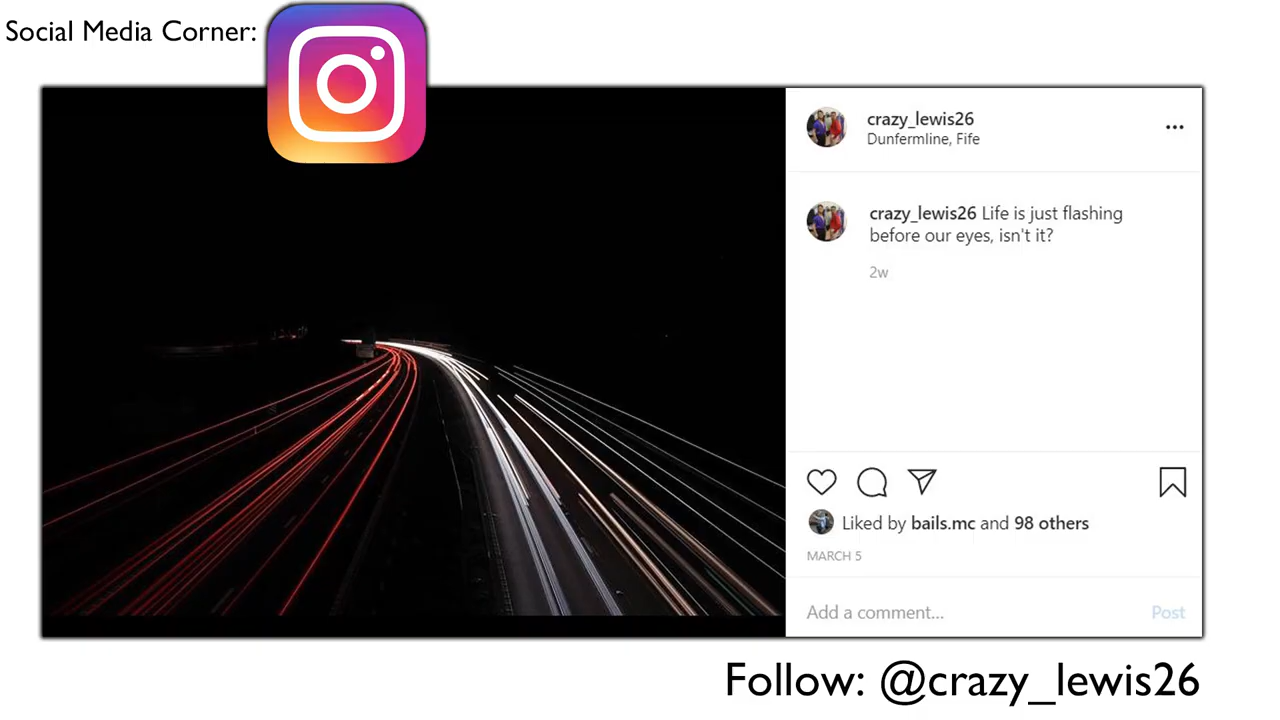 Social Media Corner:
crazy_lewis26
Dunfermline, Fife
crazy_lewis26 Life is just flashing
before our eyes, isn't it?
2w
Liked by bails.mc and 98 others
MARCH 5
Add a comment... Post
Follow: @crazy_lewis26